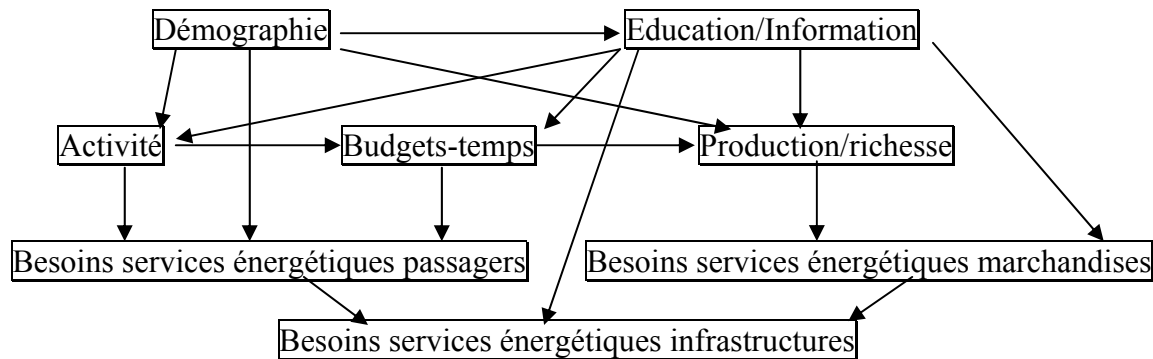 Démographie
Education/Information
Activité
Budgets-temps
Production/richesse
Besoins services énergétiques passagers
Besoins services énergétiques marchandises
Besoins services énergétiques infrastructures